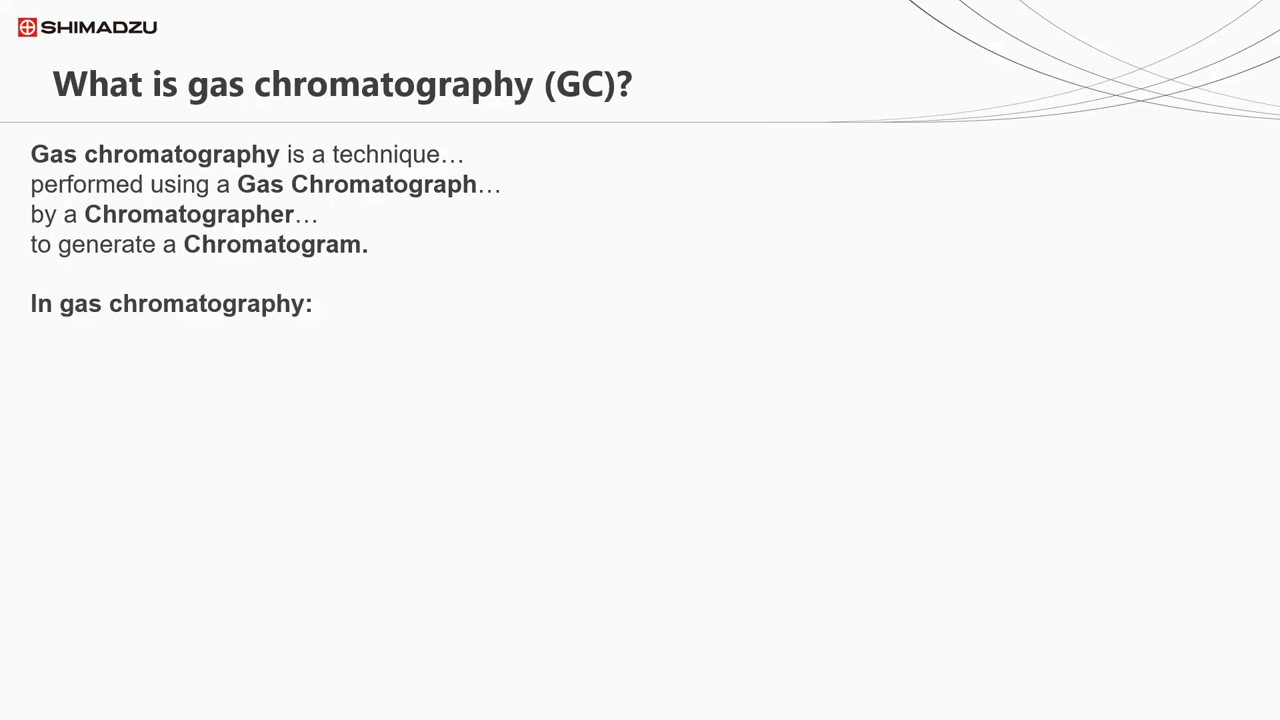 SHIMADZU
What is gas chromatography (GC)?
Gas chromatography is a technique…
performed using a Gas Chromatograph…
by a Chromatographer…
to generate a Chromatogram.
In gas chromatography: